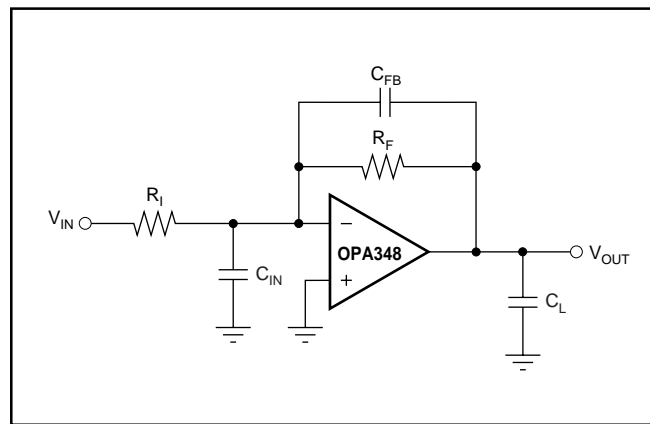 C_FB
R_F
R_I
V_IN
−
OPA348
+
C_IN
V_OUT
C_L